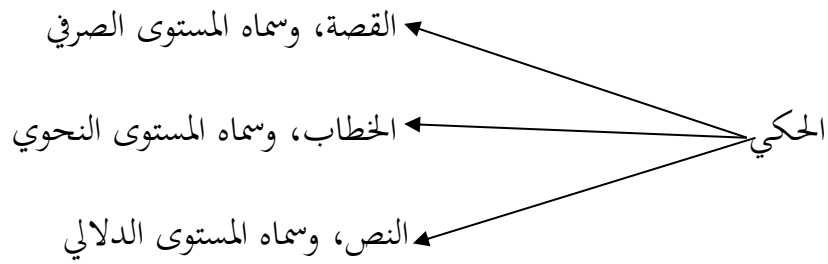 القصة، وسماه المستوى الصرفي
الحكي
الخطاب، وسماه المستوى النحوي
النص، وسماه المستوى الدلالي